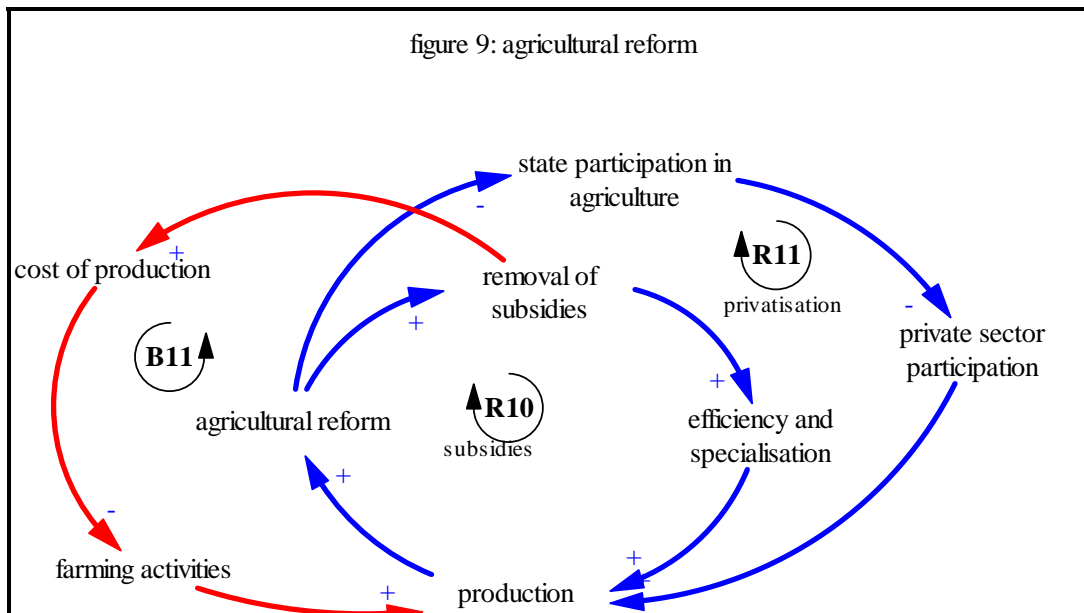 figure 9: agricultural reform
state participation in
agriculture
-
+
cost of production
removal of
subsidies
R11
privatisation
+
-
private sector
participation
B11
+
R10
agricultural reform
subsidies
efficiency and
specialisation
+
-
+
+
farming activities
+
production